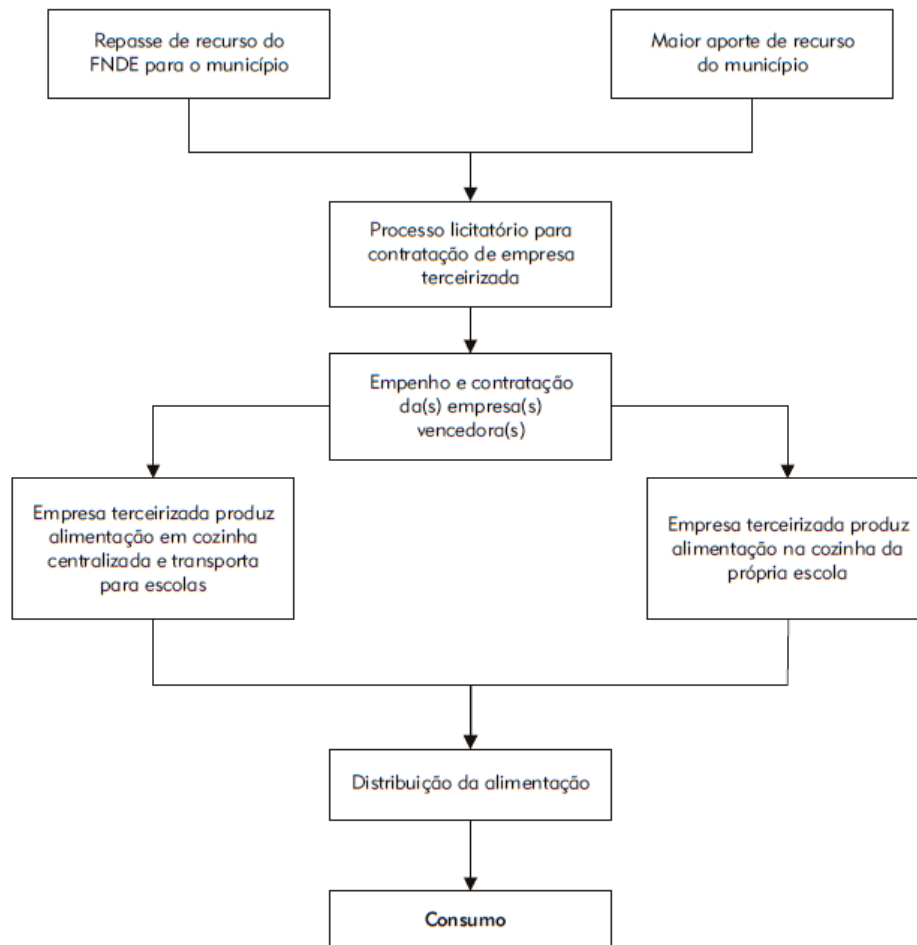 Repasse de recurso do
FNDE para o município
Maior aporte de recurso
do município
Processo licitatório para
contratação de empresa
terceirizada
Empenho e contratação
da(s) empresa(s)
vencedora(s)
Empresa terceirizada produz
alimentação em cozinha
centralizada e transporta
para escolas
Empresa terceirizada produz
alimentação na cozinha da
própria escola
Distribuição da alimentação
Consumo